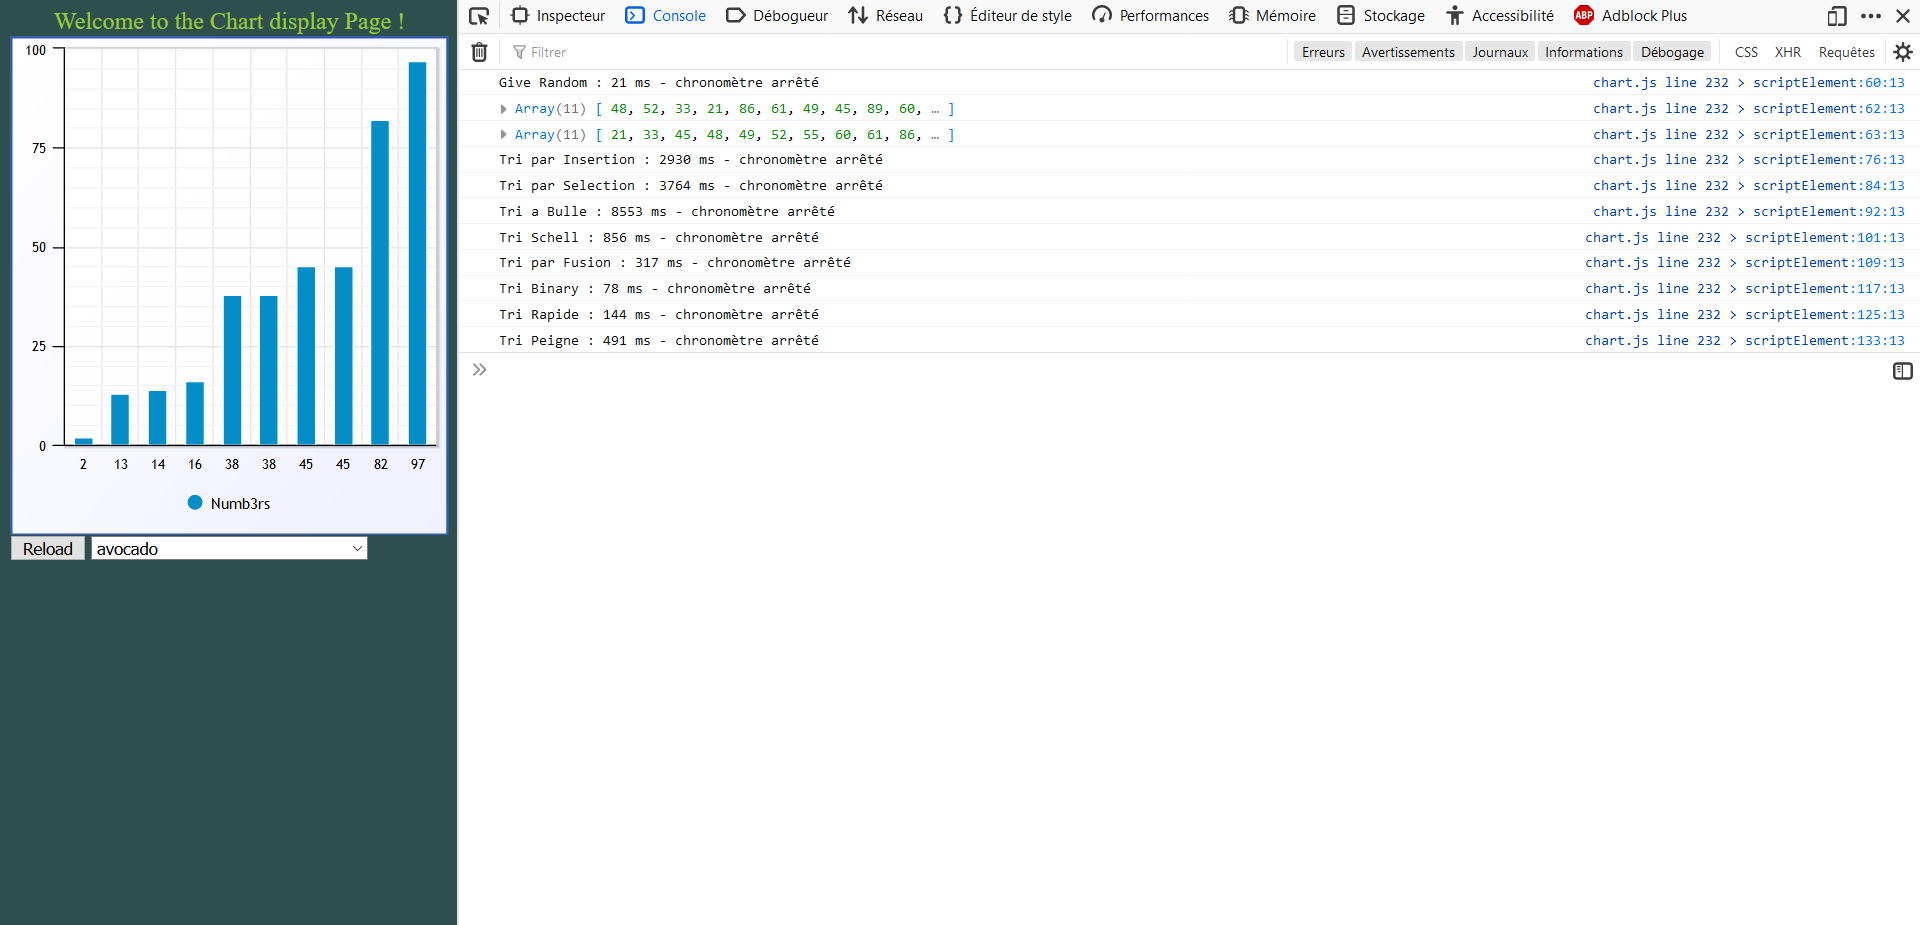 Welcome to the Chart display Page !
100
75
50
25
0
2 13 14 16 38 38 45 45 82 97
Numb3rs
Reload avocado
Inspecteur Console Débogueur Réseau Éditeur de style Performances Mémoire Stockage Accessibilité ABP Adblock Plus
Filtrer Erreurs Avertissements Journaux Informations Débogage CSS XHR Requêtes
Give Random : 21 ms - chronomètre arrêté chart.js line 232 > scriptElement:60:13
Array(11) [ 48, 52, 33, 21, 86, 61, 49, 45, 89, 60, … ] chart.js line 232 > scriptElement:62:13
Array(11) [ 21, 33, 45, 48, 49, 52, 55, 60, 61, 86, … ] chart.js line 232 > scriptElement:63:13
Tri par Insertion : 2930 ms - chronomètre arrêté chart.js line 232 > scriptElement:76:13
Tri par Selection : 3764 ms - chronomètre arrêté chart.js line 232 > scriptElement:84:13
Tri a Bulle : 8553 ms - chronomètre arrêté chart.js line 232 > scriptElement:92:13
Tri Schell : 856 ms - chronomètre arrêté chart.js line 232 > scriptElement:101:13
Tri par Fusion : 317 ms - chronomètre arrêté chart.js line 232 > scriptElement:109:13
Tri Binary : 78 ms - chronomètre arrêté chart.js line 232 > scriptElement:117:13
Tri Rapide : 144 ms - chronomètre arrêté chart.js line 232 > scriptElement:125:13
Tri Peigne : 491 ms - chronomètre arrêté chart.js line 232 > scriptElement:133:13